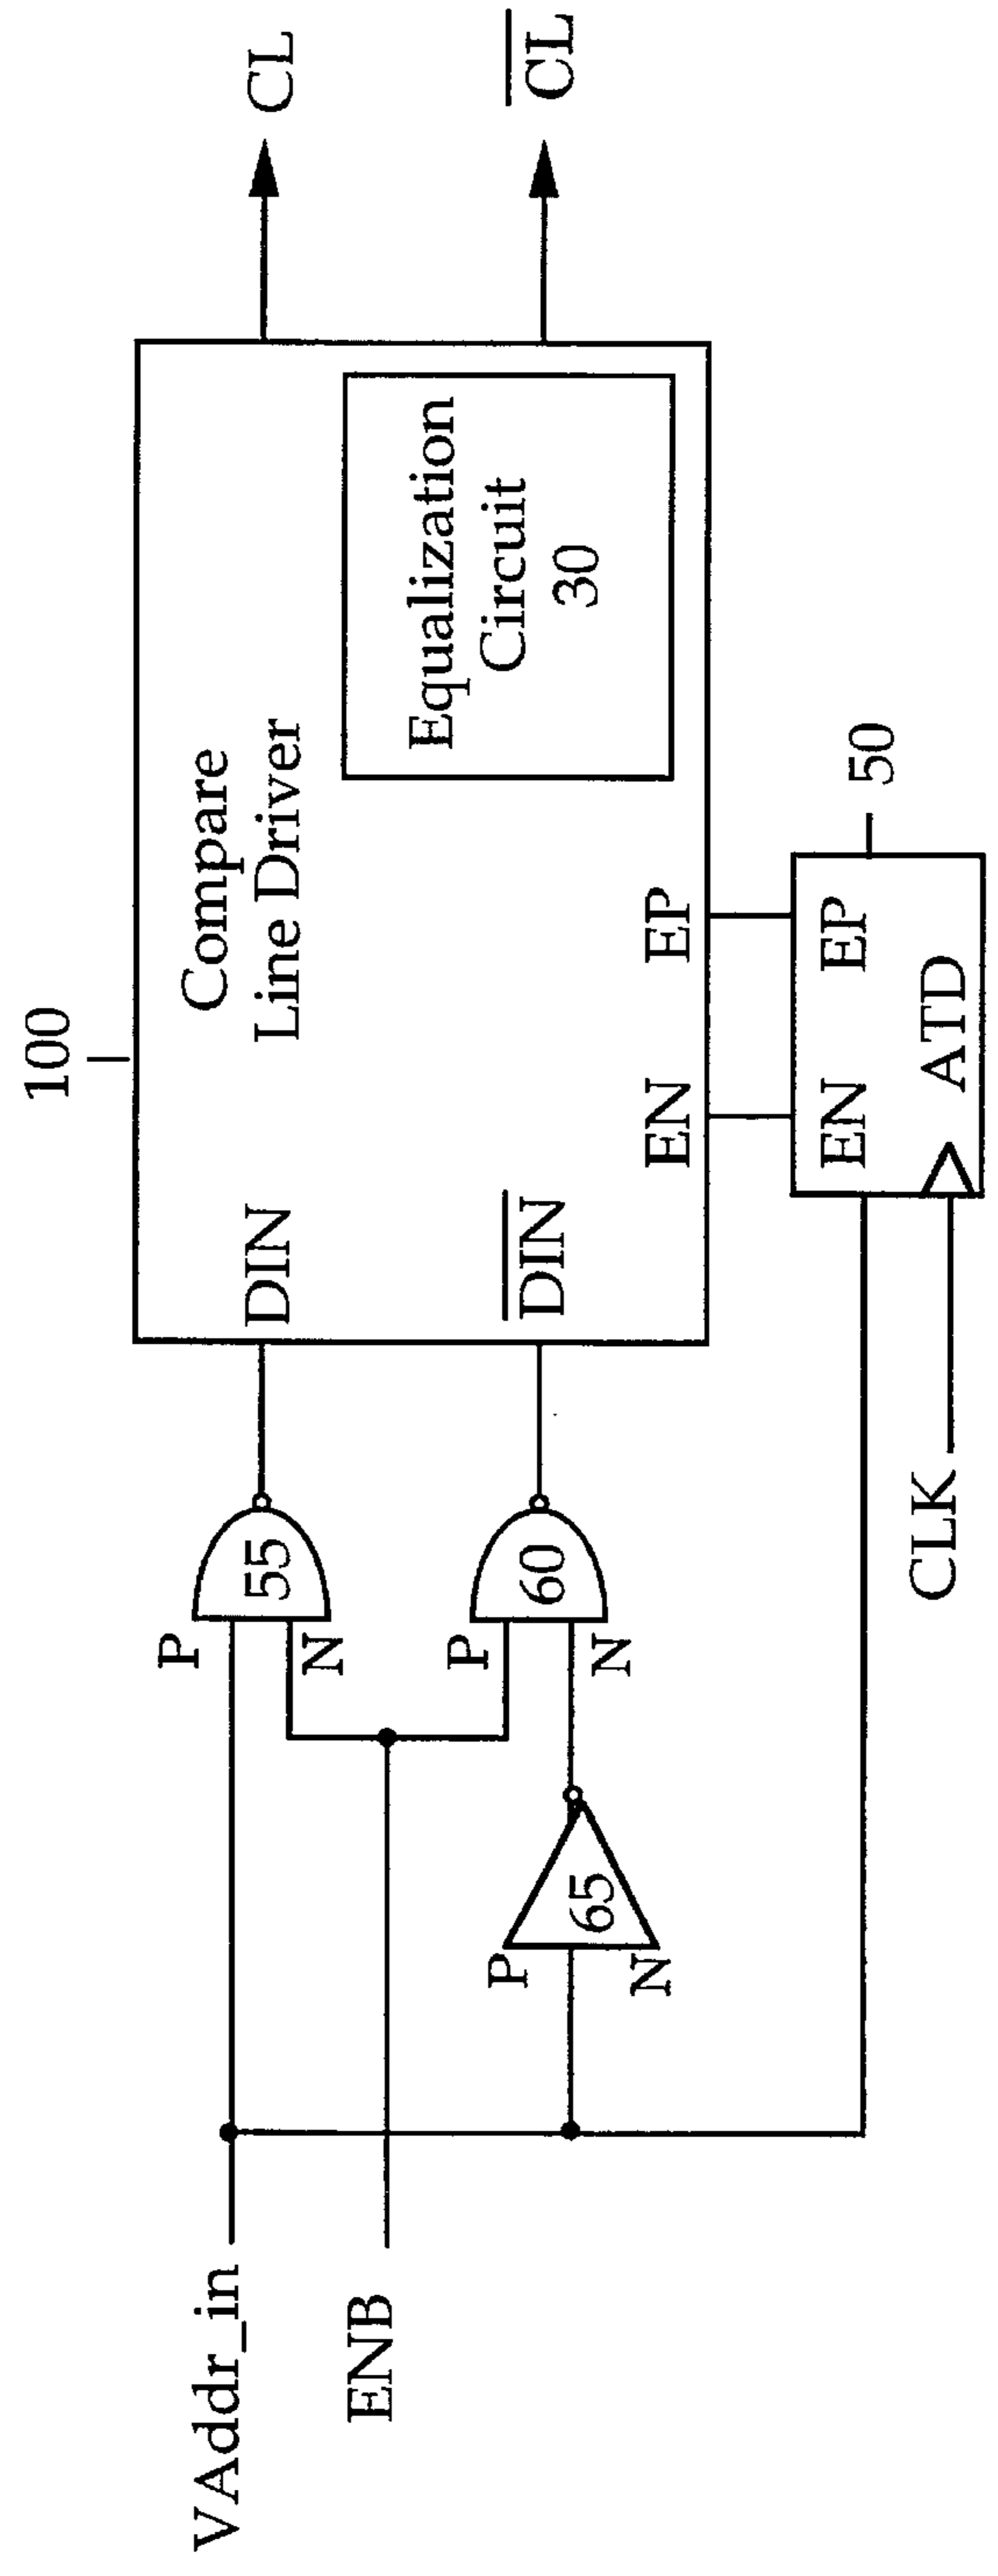 100
Compare
Line Driver
Equalization
Circuit
30
DIN
DIN
EN
EP
CL
CL
VAddr_in
ENB
P
N
55
P
N
60
P
N
65
EN
EP
ATD
50
CLK